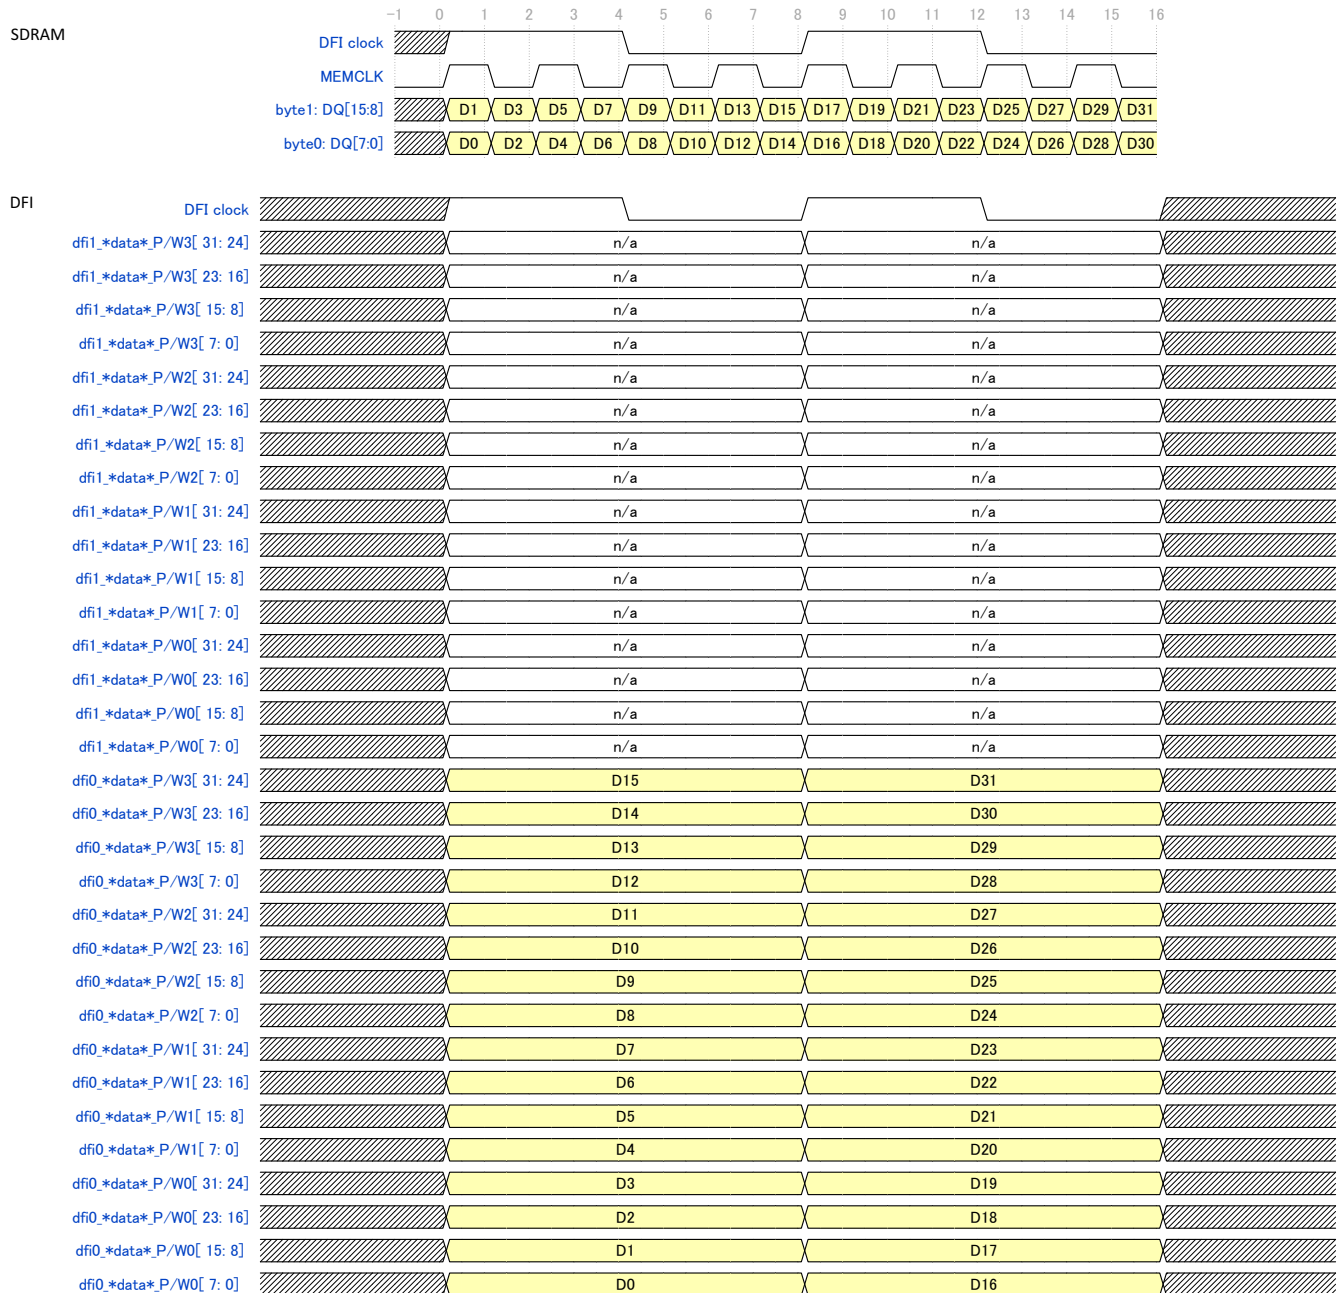 -1 0 1 2 3 4 5 6 7 8 9 10 11 12 13 14 15 16
SDRAM
DFI clock
MEMCLK
byte1: DQ[15:8] D1 D3 D5 D7 D9 D11 D13 D15 D17 D19 D21 D23 D25 D27 D29 D31
byte0: DQ[7:0] D0 D2 D4 D6 D8 D10 D12 D14 D16 D18 D20 D22 D24 D26 D28 D30
DFI
DFI clock
dfi1_*data*_P/W3[ 31: 24] n/a n/a
dfi1_*data*_P/W3[ 23: 16] n/a n/a
dfi1_*data*_P/W3[ 15: 8] n/a n/a
dfi1_*data*_P/W3[ 7: 0] n/a n/a
dfi1_*data*_P/W2[ 31: 24] n/a n/a
dfi1_*data*_P/W2[ 23: 16] n/a n/a
dfi1_*data*_P/W2[ 15: 8] n/a n/a
dfi1_*data*_P/W2[ 7: 0] n/a n/a
dfi1_*data*_P/W1[ 31: 24] n/a n/a
dfi1_*data*_P/W1[ 23: 16] n/a n/a
dfi1_*data*_P/W1[ 15: 8] n/a n/a
dfi1_*data*_P/W1[ 7: 0] n/a n/a
dfi1_*data*_P/W0[ 31: 24] n/a n/a
dfi1_*data*_P/W0[ 23: 16] n/a n/a
dfi1_*data*_P/W0[ 15: 8] n/a n/a
dfi1_*data*_P/W0[ 7: 0] n/a n/a
dfi0_*data*_P/W3[ 31: 24] D15 D31
dfi0_*data*_P/W3[ 23: 16] D14 D30
dfi0_*data*_P/W3[ 15: 8] D13 D29
dfi0_*data*_P/W3[ 7: 0] D12 D28
dfi0_*data*_P/W2[ 31: 24] D11 D27
dfi0_*data*_P/W2[ 23: 16] D10 D26
dfi0_*data*_P/W2[ 15: 8] D9 D25
dfi0_*data*_P/W2[ 7: 0] D8 D24
dfi0_*data*_P/W1[ 31: 24] D7 D23
dfi0_*data*_P/W1[ 23: 16] D6 D22
dfi0_*data*_P/W1[ 15: 8] D5 D21
dfi0_*data*_P/W1[ 7: 0] D4 D20
dfi0_*data*_P/W0[ 31: 24] D3 D19
dfi0_*data*_P/W0[ 23: 16] D2 D18
dfi0_*data*_P/W0[ 15: 8] D1 D17
dfi0_*data*_P/W0[ 7: 0] D0 D16